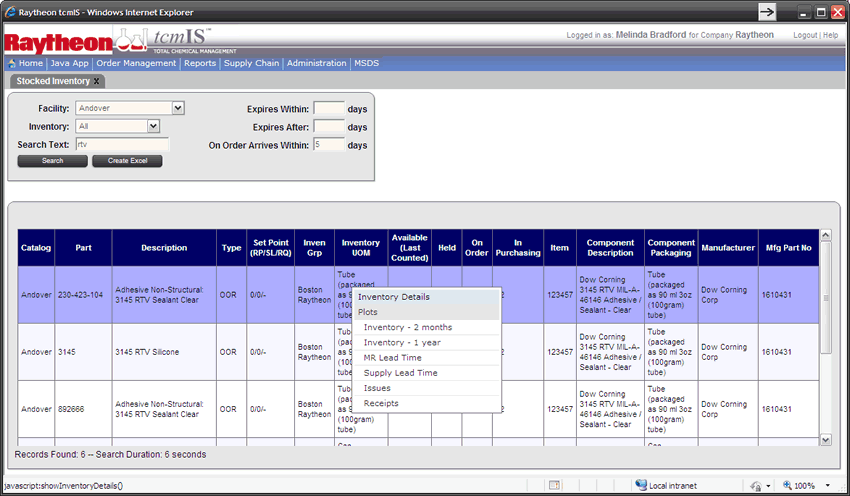 Raytheon tcmIS - Windows Internet Explorer
Raytheon tcmIS™
TOTAL CHEMICAL MANAGEMENT
Logged in as: Melinda Bradford for Company Raytheon Logout | Help
Home | Java App | Order Management | Reports | Supply Chain | Administration | MSDS
Stocked Inventory x
Facility: Andover Expires Within: days
Inventory: All Expires After: days
Search Text: rtv On Order Arrives Within: 5 days
Search Create Excel
Catalog Part Description Type Set Point (RP/SL/RQ) Inven Grp Inventory UOM Available (Last Counted) Held On Order In Purchasing Item Component Description Component Packaging Manufacturer Mfg Part No
Andover 230-423-104 Adhesive Non-Structural: 3145 RTV Sealant Clear OOR 0/0/- Boston Raytheon Tube (packaged as 90 ml 3oz (100gram) tube) 2 123457 Dow Corning 3145 RTV MIL-A-46146 Adhesive / Sealant - Clear Tube (packaged as 90 ml 3oz (100gram) tube) Dow Corning Corp 1610431
Inventory Details
Plots
Inventory - 2 months
Inventory - 1 year
MR Lead Time
Supply Lead Time
Issues
Receipts
Andover 3145 3145 RTV Silicone OOR 0/0/- Boston Raytheon 123457 Dow Corning 3145 RTV MIL-A-46146 Adhesive / Sealant - Clear Tube (packaged as 90 ml 3oz (100gram) tube) Dow Corning Corp 1610431
Andover 892666 Adhesive Non-Structural: 3145 RTV Sealant Clear OOR 0/0/- Boston Raytheon as 90 ml 3oz (100gram) tube) 123457 Dow Corning 3145 RTV MIL-A-46146 Adhesive / Sealant - Clear Tube (packaged as 90 ml 3oz (100gram) tube) Dow Corning Corp 1610431
Records Found: 6 -- Search Duration: 6 seconds
javascript:showInventoryDetails() Local intranet 100%